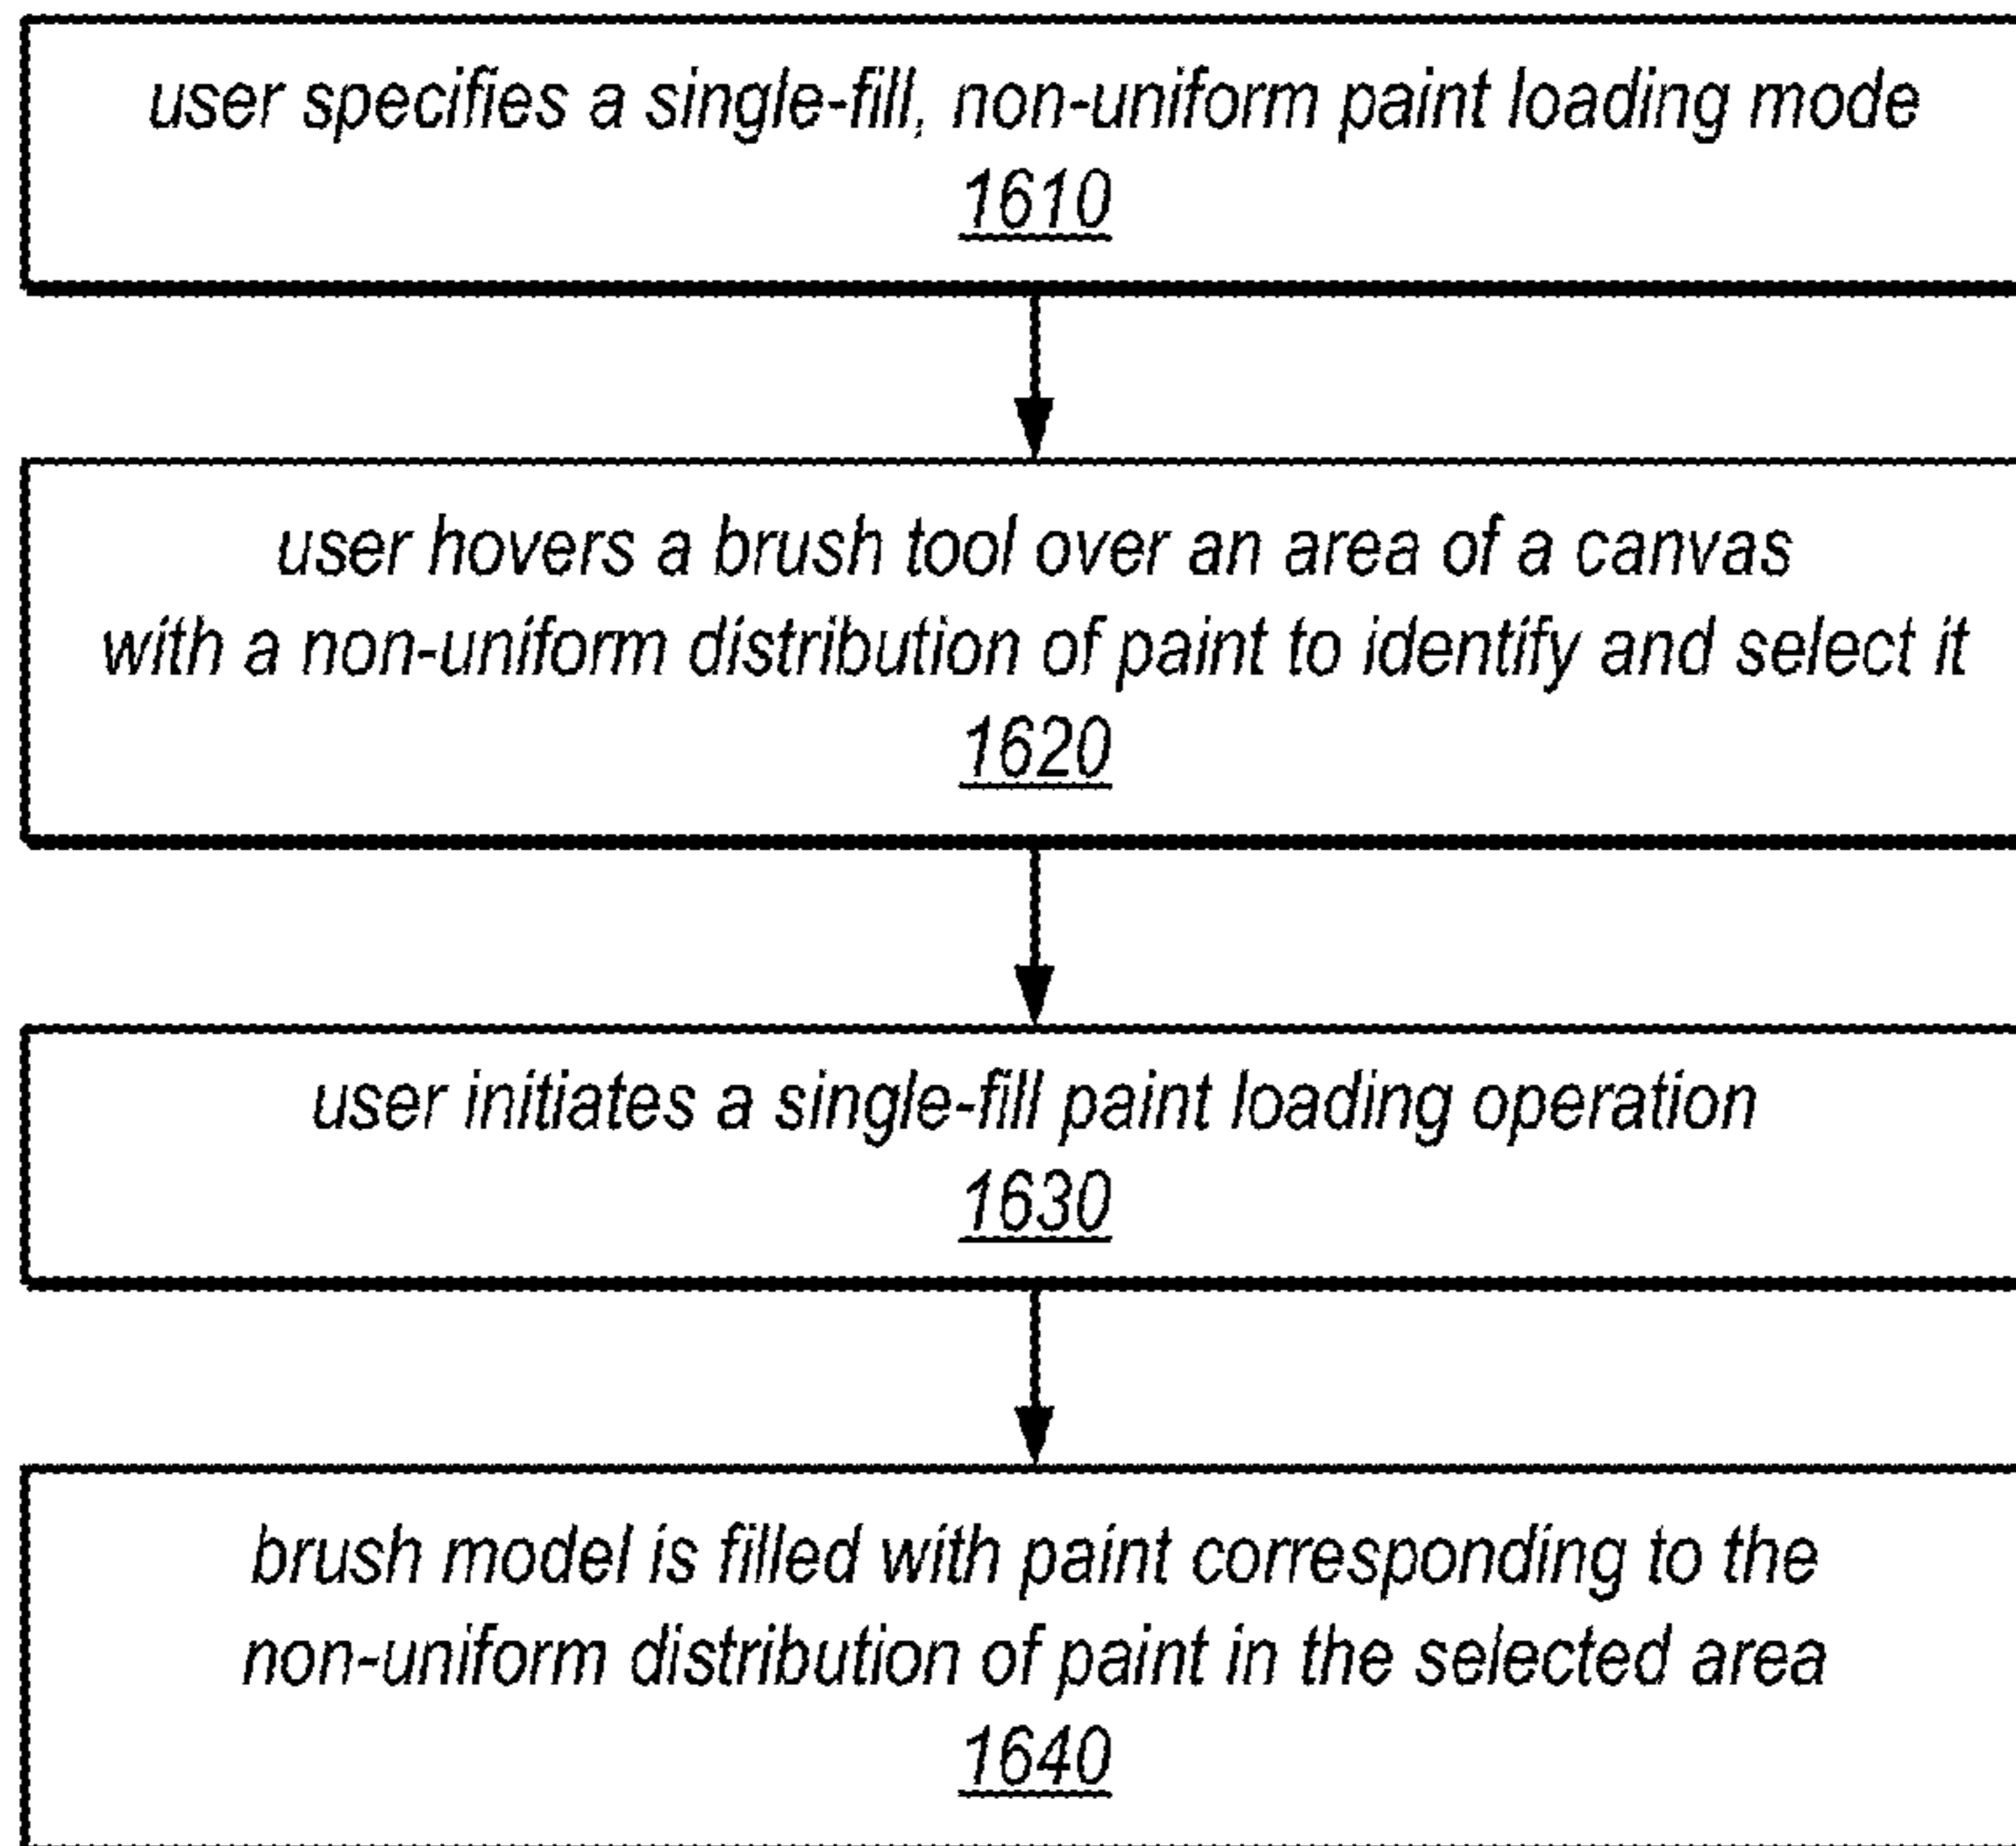 user specifies a single-fill, non-uniform paint loading mode
1610
user hovers a brush tool over an area of a canvas
with a non-uniform distribution of paint to identify and select it
1620
user initiates a single-fill paint loading operation
1630
brush model is filled with paint corresponding to the
non-uniform distribution of paint in the selected area
1640